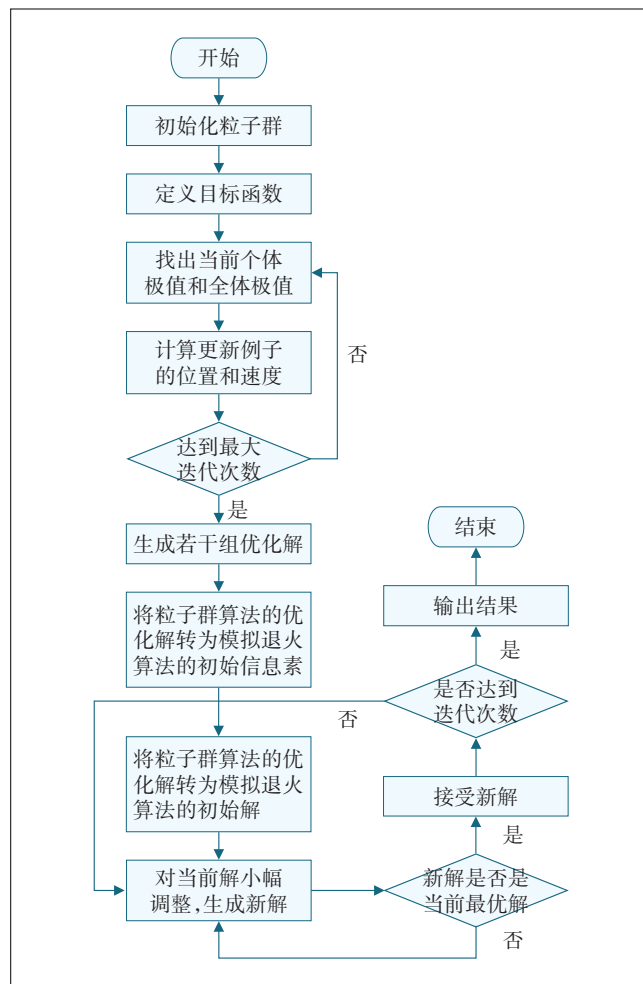 开始
初始化粒子群
定义目标函数
找出当前个体
极值和全体极值
计算更新例子
的位置和速度
否
达到最大
迭代次数
是
生成若干组优化解
将粒子群算法的优
化解转为模拟退火
算法的初始信息素
将粒子群算法的优
化解转为模拟退火
算法的初始解
对当前解小幅
调整,生成新解
新解是否是
当前最优解
否
是
接受新解
是否达到
迭代次数
否
是
输出结果
结束